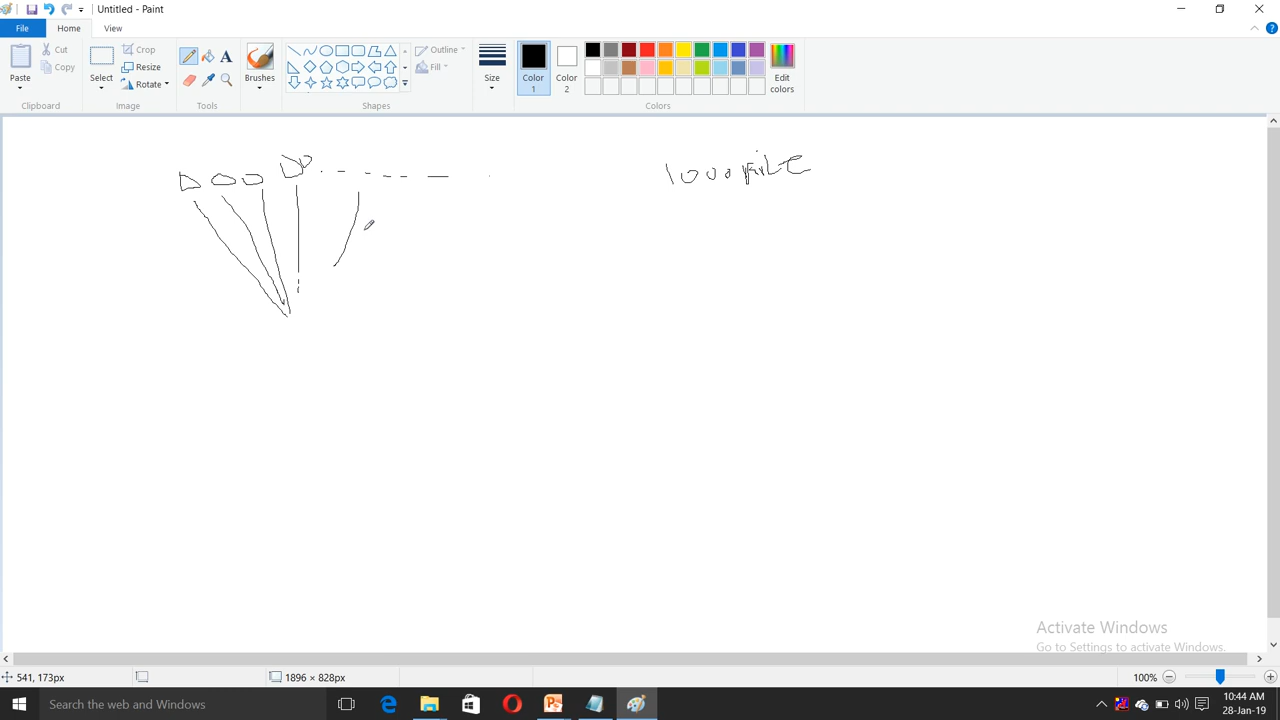 Untitled - Paint
File
Home
View
Paste
Cut
Copy
Clipboard
Select
Crop
Resize
Rotate
Image
Tools
Brushes
Shapes
Outline
Fill
Size
Color 1
Color 2
Edit colors
Colors
1000 FiLE
Activate Windows
Go to Settings to activate Windows.
541, 173px
1896 × 828px
100%
Search the web and Windows
10:44 AM
28-Jan-19